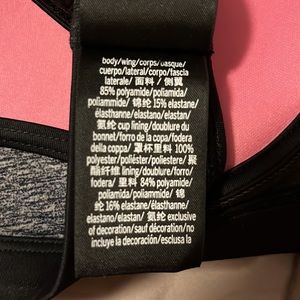 body/wing/corps/basque/
cuerpo/lateral/corpo/fascia
laterale/ 面料 / 侧翼
85% polyamide/poliamida/
poliammide/ 锦纶 15% elastane/
élasthanne/elastano/elastan/
氨纶 cup lining/doublure du
bonnet/forro de la copa/ fodera
della coppa/ 罩杯里料 100%
polyester/poliéster/poliestere/ 聚
酯纤维 lining/doublure/forro/
fodera/ 里料 84% polyamide/
poliamida/poliammide/ 锦
纶 16% elastane/élasthanne/
elastano/elastan/ 氨纶 exclusive
of decoration/sauf décoration/no
incluye la decoración/esclusa la